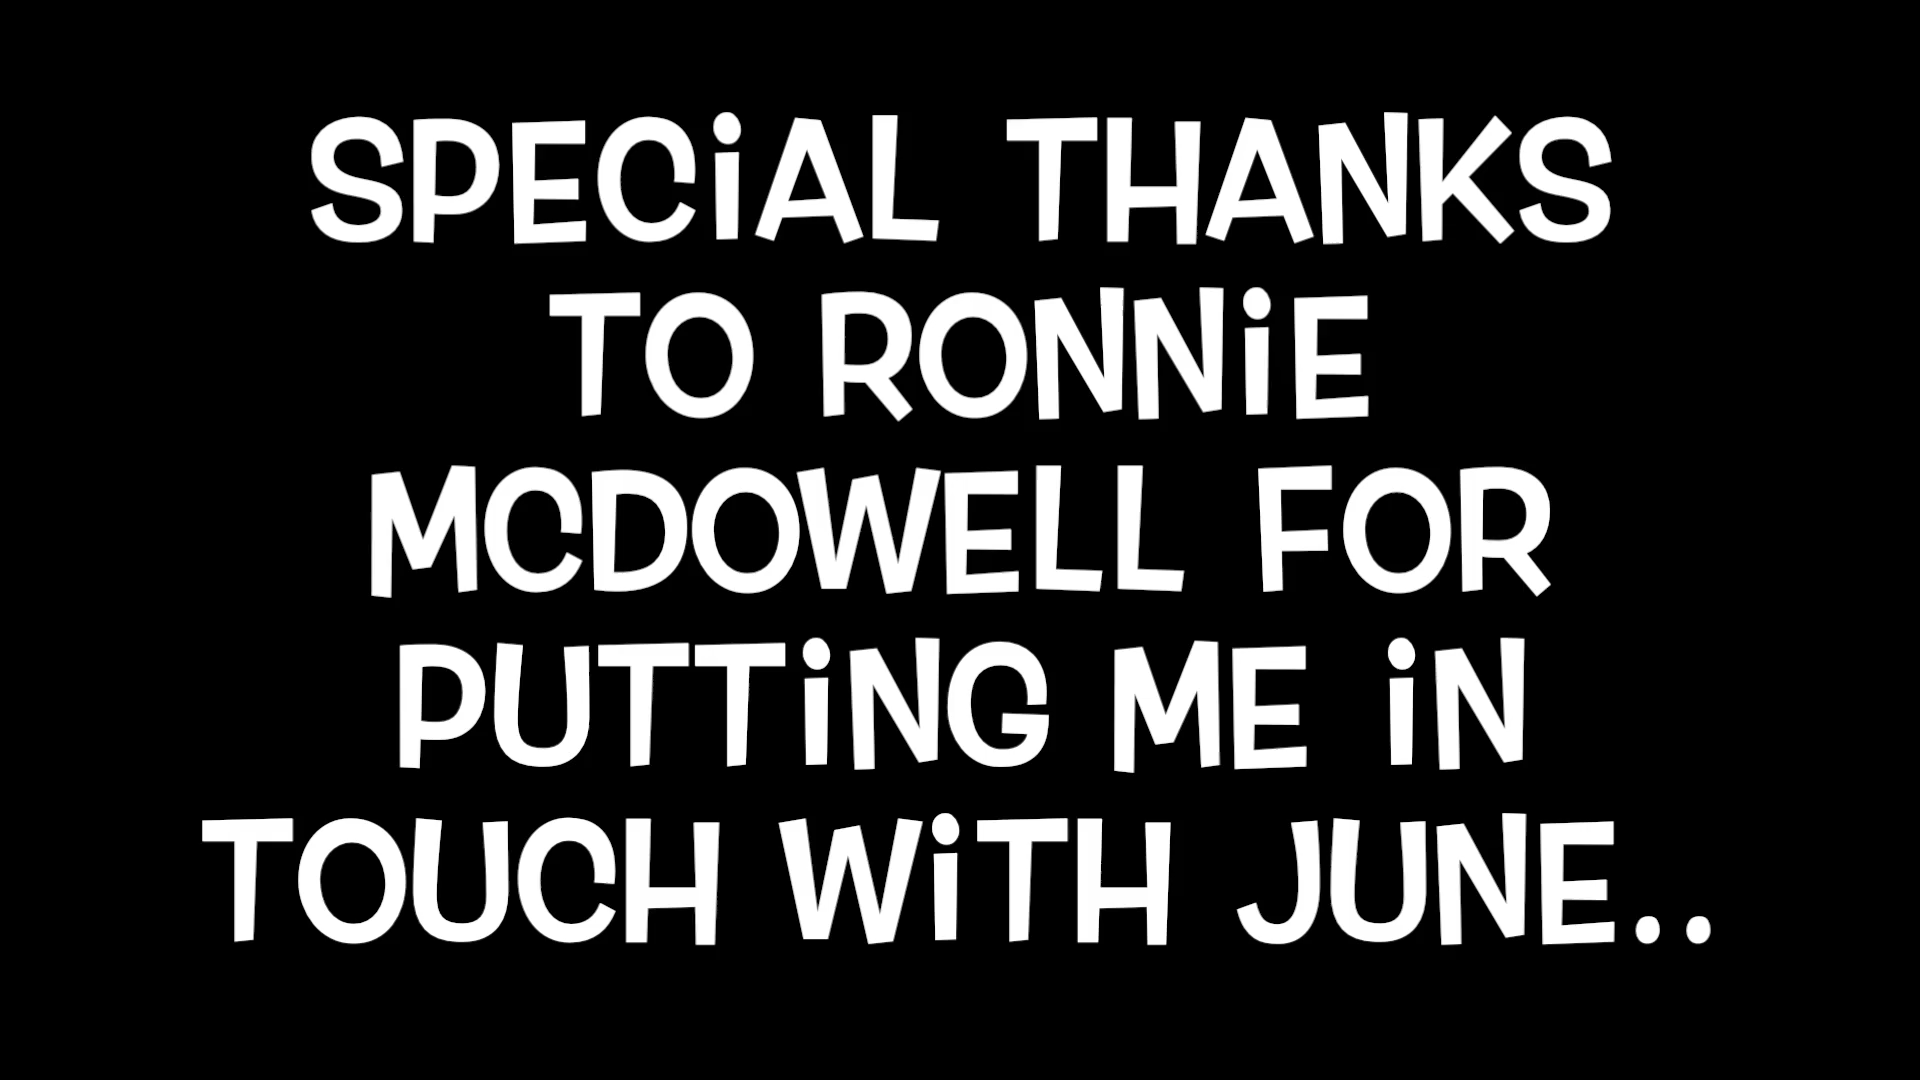 SPECiAL THANKS
TO RONNiE
MCDOWELL FOR
PUTTiNG ME iN
TOUCH WiTH JUNE..